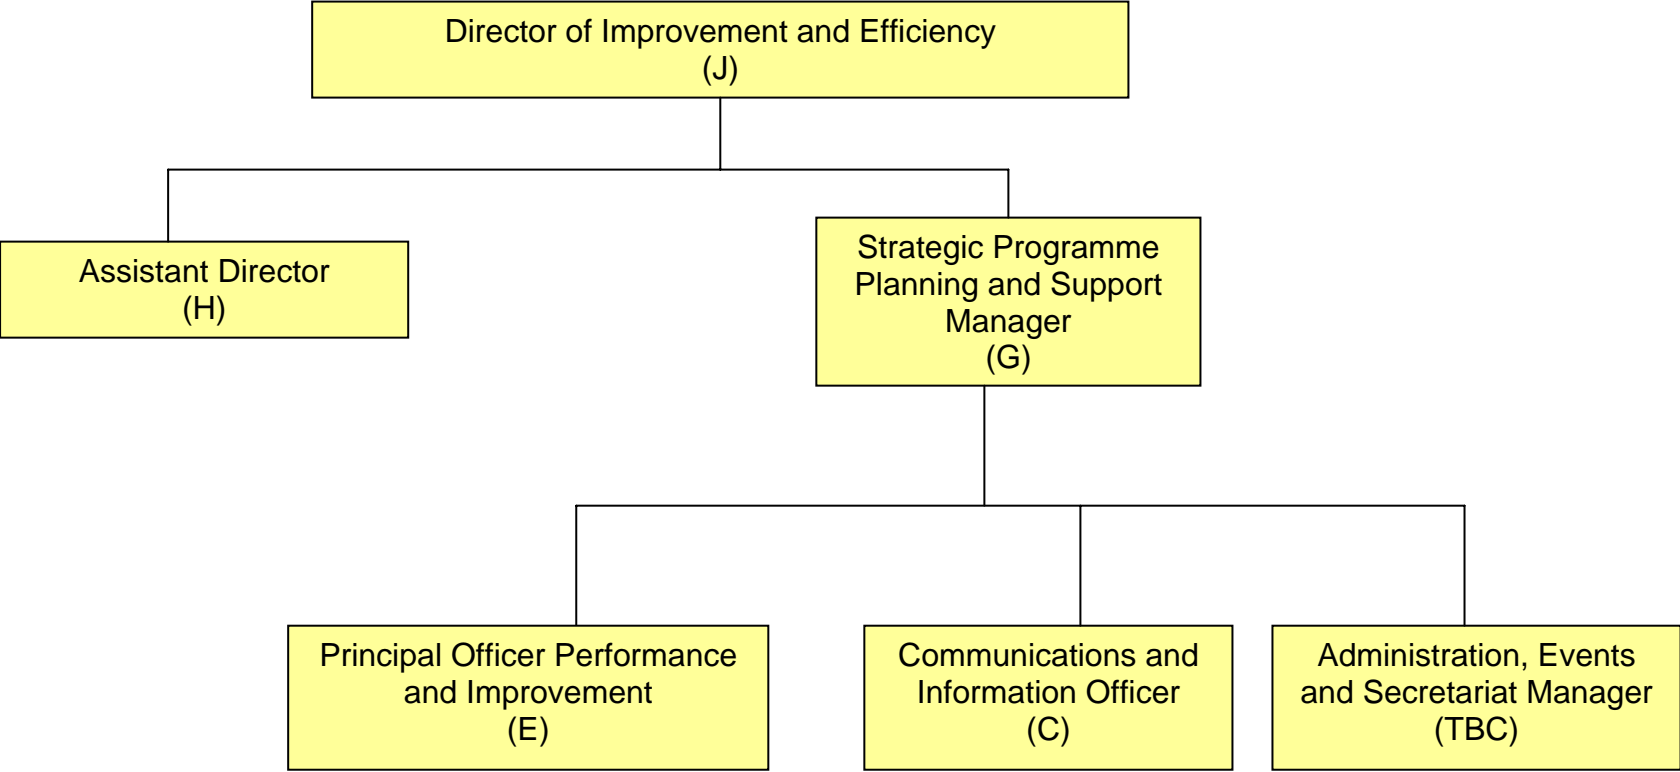 Director of Improvement and Efficiency
(J)
Assistant Director
(H)
Strategic Programme
Planning and Support
Manager
(G)
Principal Officer Performance
and Improvement
(E)
Communications and
Information Officer
(C)
Administration, Events
and Secretariat Manager
(TBC)